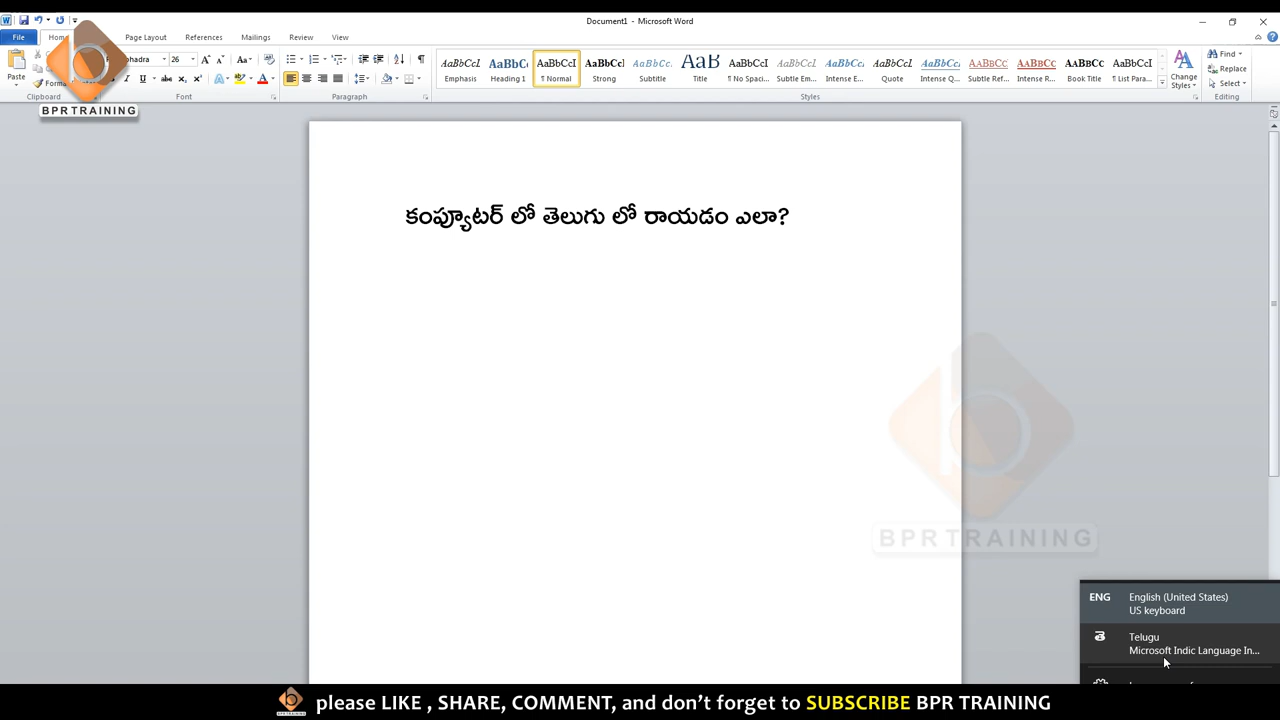 Document1 - Microsoft Word
File Page Layout References Mailings Review View
26 Aa Find
Paste Replace
Select
Emphasis Heading 1 ¶ Normal Strong Subtitle Title ¶ No Spaci... Subtle Em... Intense E... Quote Intense Q... Subtle Ref... Intense R... Book Title ¶ List Para... Change Styles
Clipboard Font Paragraph Styles Editing
BPR TRAINING
కంప్యూటర్ లో తెలుగు లో రాయడం ఎలా?
BPR TRAINING
ENG English (United States)
US keyboard
Telugu
Microsoft Indic Language In...
please LIKE , SHARE, COMMENT, and don't forget to SUBSCRIBE BPR TRAINING